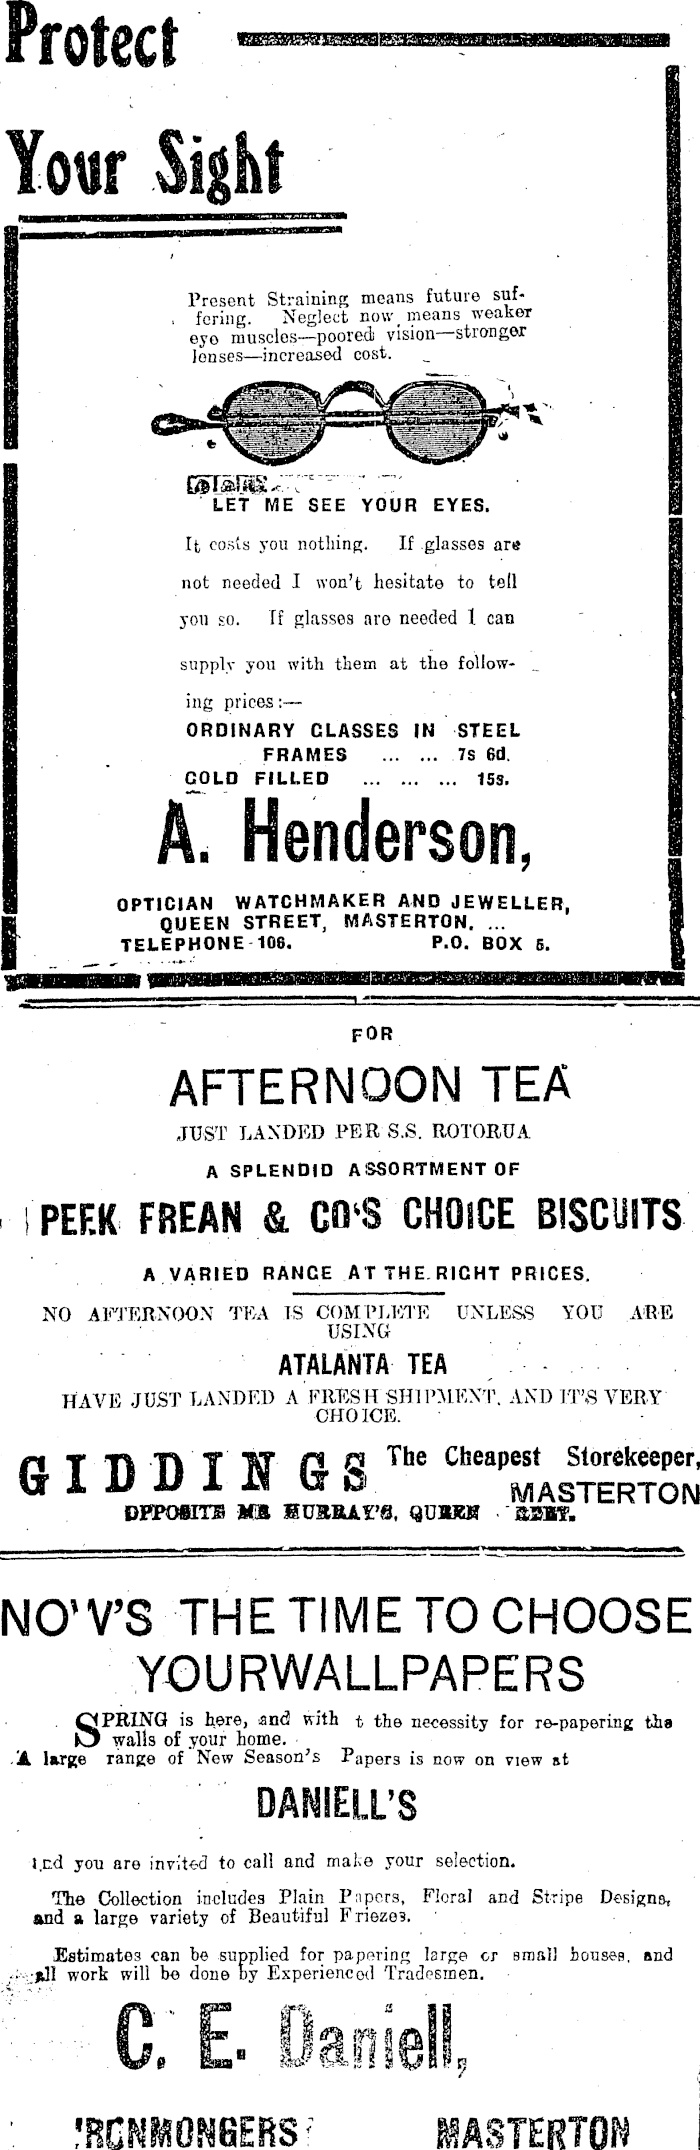 Protect
Your Sight
Present Straining means future suf-
fering. Neglect now means weaker
eye muscles—poored vision—stronger
lenses—increased cost.
LET ME SEE YOUR EYES.
It costs you nothing. If glasses are
not needed I won't hesitate to tell
you so. If glasses are needed I can
supply you with them at the follow-
ing prices:—
ORDINARY GLASSES IN STEEL
FRAMES ... ... 7s 6d.
GOLD FILLED ... ... ... 15s.
A. Henderson,
OPTICIAN WATCHMAKER AND JEWELLER,
QUEEN STREET, MASTERTON. ...
TELEPHONE 106. P.O. BOX 5.
FOR
AFTERNOON TEA
JUST LANDED PER S.S. ROTORUA
A SPLENDID ASSORTMENT OF
PEEK FREAN & CO'S CHOICE BISCUITS
A VARIED RANGE AT THE RIGHT PRICES.
NO AFTERNOON TEA IS COMPLETE UNLESS YOU ARE
USING
ATALANTA TEA
HAVE JUST LANDED A FRESH SHIPMENT, AND IT'S VERY
CHOICE.
GIDDINGS The Cheapest Storekeeper,
MASTERTON
OPPOSITE MR MURRAY'S, QUEEN
NOW'S THE TIME TO CHOOSE
YOUR WALLPAPERS
SPRING is here, and with t the necessity for re-papering the
walls of your home.
A large range of New Season's Papers is now on view at
DANIELL'S
and you are invited to call and make your selection.
The Collection includes Plain Papers, Floral and Stripe Designs,
and a large variety of Beautiful Friezes.
Estimates can be supplied for papering large or small houses, and
all work will be done by Experienced Tradesmen.
C. E. Daniell,
IRONMONGERS MASTERTON